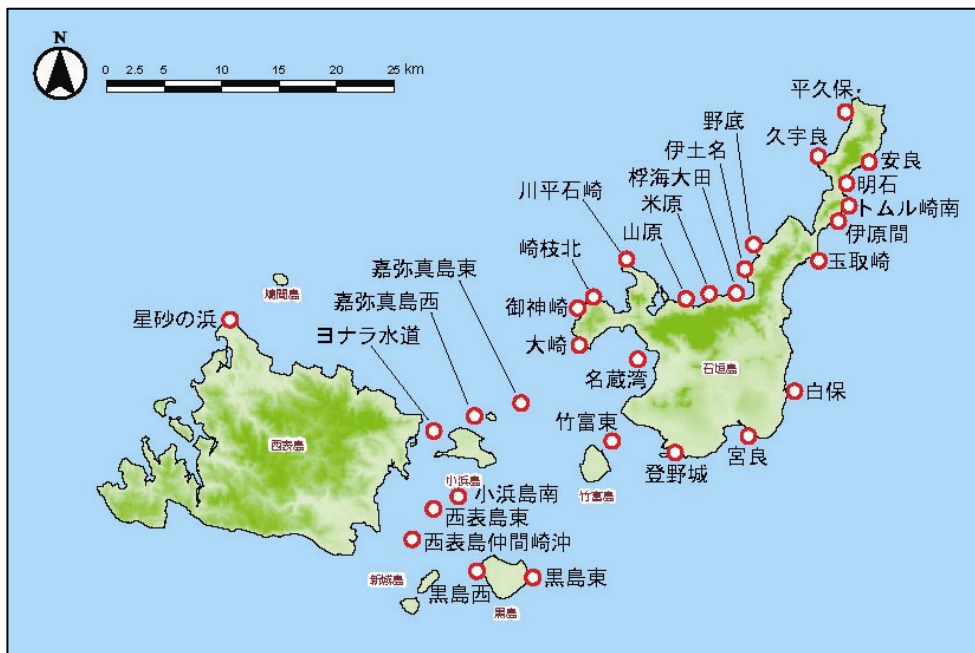 N
0 2.5 5 10 15 20 25 km
平久保
野底
久宇良
伊土名
安良
桴海大田
明石
川平石崎
米原
トムル崎南
山原
伊原間
崎枝北
玉取崎
嘉弥真島東
鳩間島
嘉弥真島西
御神崎
星砂の浜
ヨナラ水道
大崎
名蔵湾
石垣島
白保
竹富東
西表島
宮良
登野城
小浜島
竹富島
小浜島南
西表島東
西表島仲間崎沖
新城島
黒島西
黒島東
黒島